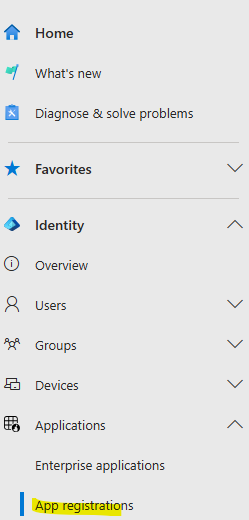 Home
What's new
Diagnose & solve problems
Favorites
Identity
Overview
Users
Groups
Devices
Applications
Enterprise applications
App registrations